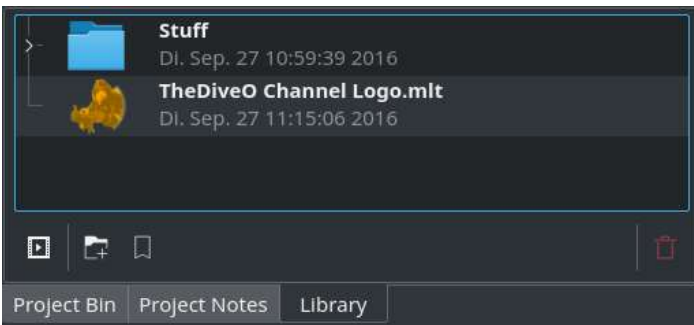 Stuff
Di. Sep. 27 10:59:39 2016
TheDiveO Channel Logo.mlt
Di. Sep. 27 11:15:06 2016
Project Bin Project Notes Library